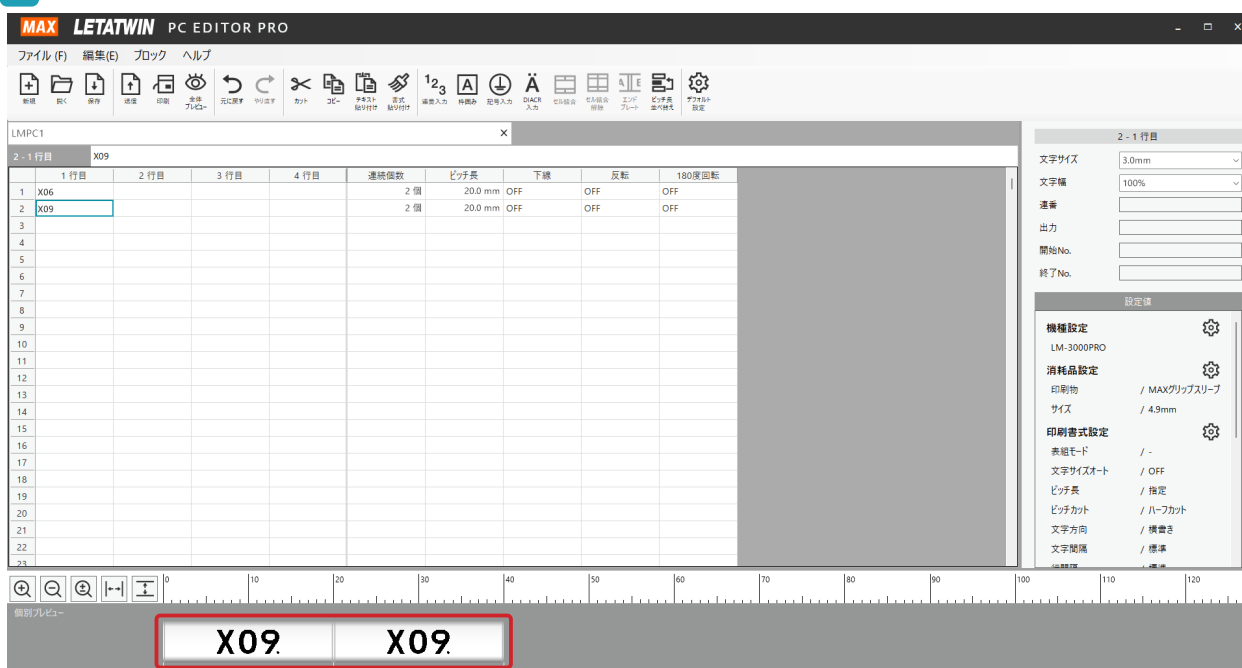 MAX LETATWIN PC EDITOR PRO
ファイル (F) 編集(E) ブロック ヘルプ
新規 開く 保存 送信 印刷 全体プレビュー 元に戻す やり直す カット コピー テキスト貼り付け 書式貼り付け 連番入力 枠囲み 記号入力 DIACR入力 セル結合 セル結合解除 エンドプレート ピッチ長並べ替え デフォルト設定
LMPC1 ×
2 - 1 行目 X09
1 行目 2 行目 3 行目 4 行目 連続個数 ピッチ長 下線 反転 180度回転
1 X06 2 個 20.0 mm OFF OFF OFF
2 X09 2 個 20.0 mm OFF OFF OFF
3
4
5
6
7
8
9
10
11
12
13
14
15
16
17
18
19
20
21
22
23
2 - 1 行目
文字サイズ 3.0mm
文字幅 100%
連番
出力
開始No.
終了No.
設定値
機種設定
LM-3000PRO
消耗品設定
印刷物 / MAXグリップスリーブ
サイズ / 4.9mm
印刷書式設定
表組モード / -
文字サイズオート / OFF
ピッチ長 / 指定
ピッチカット / ハーフカット
文字方向 / 横書き
文字間隔 / 標準
0 10 20 30 40 50 60 70 80 90 100 110 120
個別プレビュー
X09. X09.